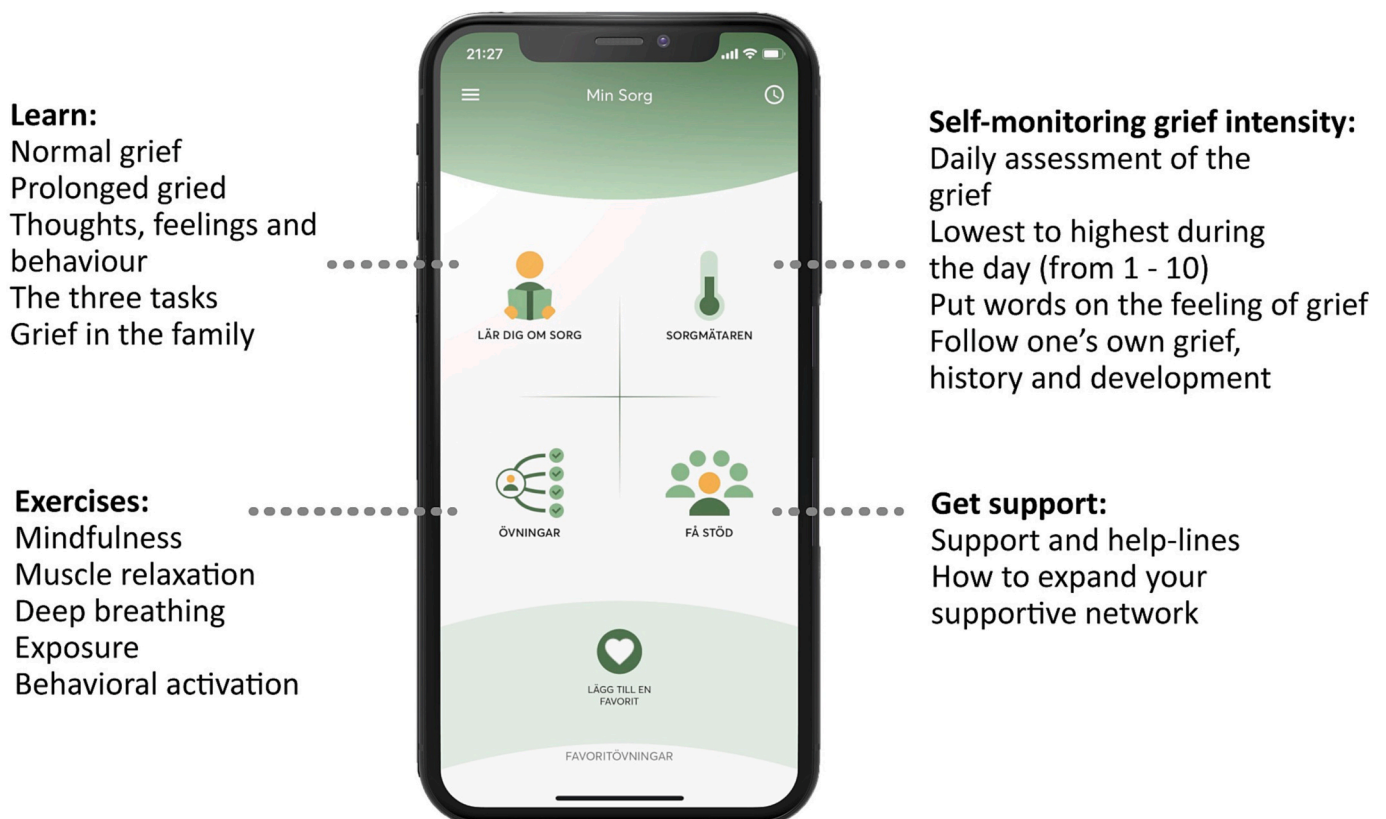 Learn:
Normal grief
Prolonged gried
Thoughts, feelings and
behaviour
The three tasks
Grief in the family
Exercises:
Mindfulness
Muscle relaxation
Deep breathing
Exposure
Behavioral activation
21:27
Min Sorg
LÄR DIG OM SORG
SORGMÄTAREN
ÖVNINGAR
FÅ STÖD
LÄGG TILL EN
FAVORIT
FAVORITÖVNINGAR
Self-monitoring grief intensity:
Daily assessment of the
grief
Lowest to highest during
the day (from 1 - 10)
Put words on the feeling of grief
Follow one’s own grief,
history and development
Get support:
Support and help-lines
How to expand your
supportive network